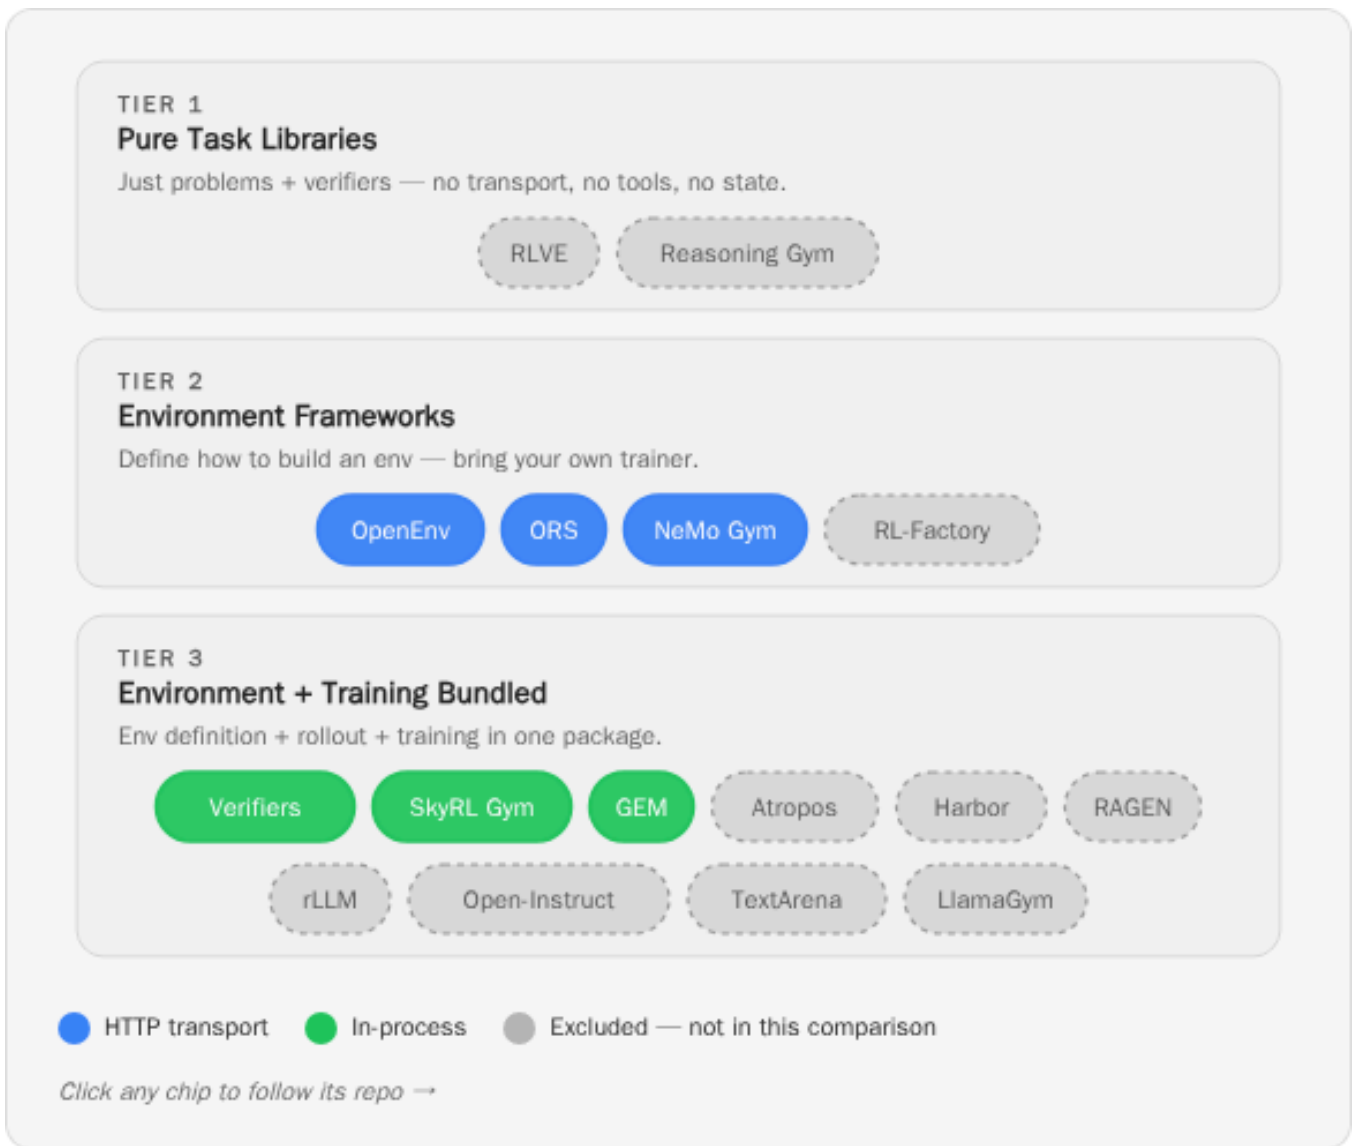 TIER 1
Pure Task Libraries
Just problems + verifiers — no transport, no tools, no state.
RLVE Reasoning Gym
TIER 2
Environment Frameworks
Define how to build an env — bring your own trainer.
OpenEnv ORS NeMo Gym RL-Factory
TIER 3
Environment + Training Bundled
Env definition + rollout + training in one package.
Verifiers SkyRL Gym GEM Atropos Harbor RAGEN
rLLM Open-Instruct TextArena LlamaGym
HTTP transport In-process Excluded — not in this comparison
Click any chip to follow its repo →